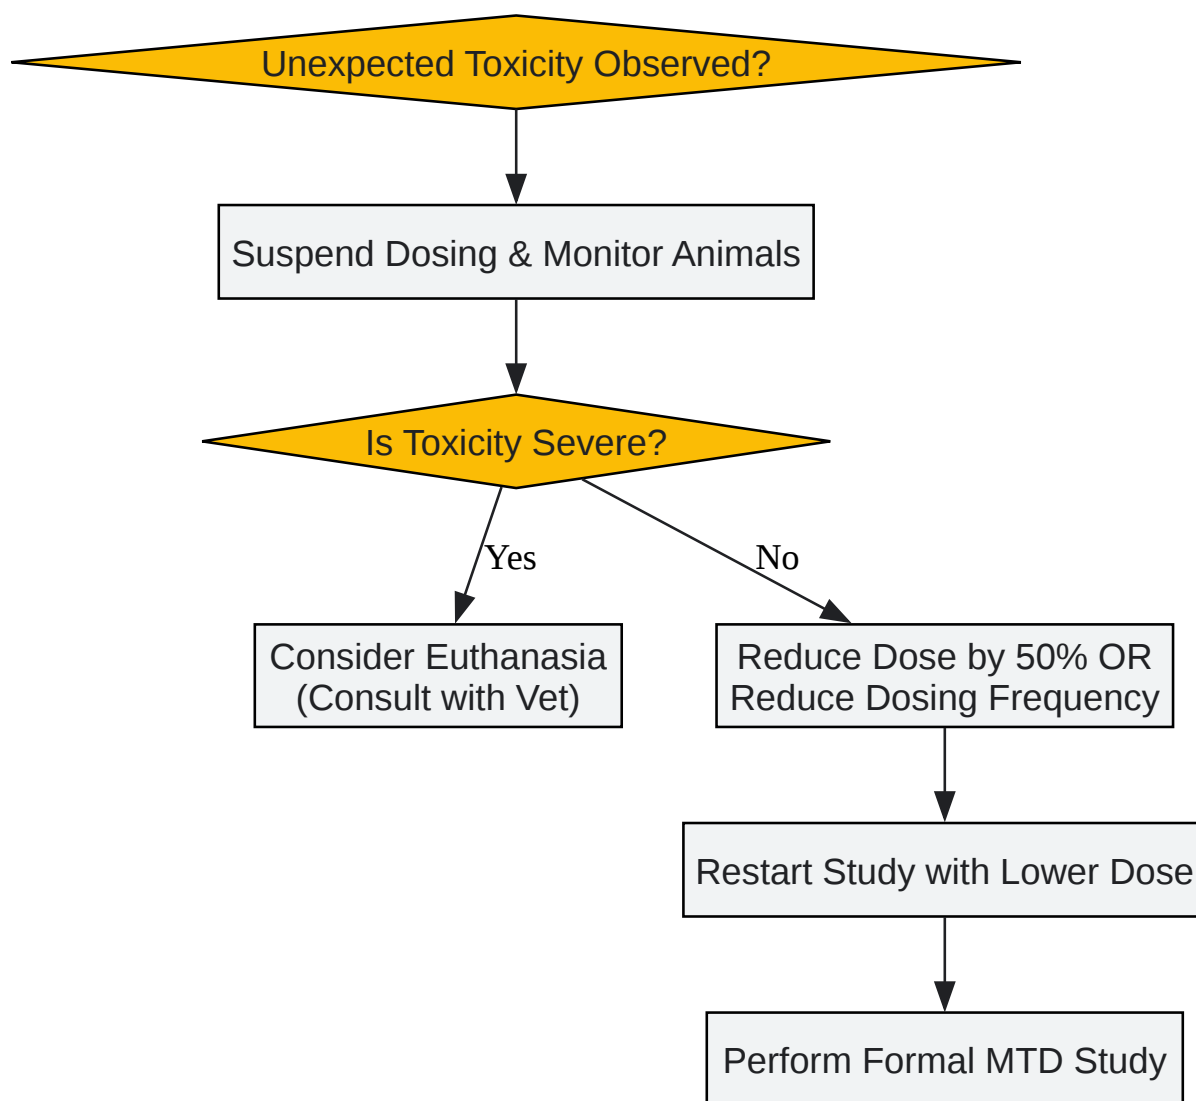 Unexpected Toxicity Observed?
Suspend Dosing & Monitor Animals
Is Toxicity Severe?
Yes
No
Consider Euthanasia
(Consult with Vet)
Reduce Dose by 50% OR
Reduce Dosing Frequency
Restart Study with Lower Dose
Perform Formal MTD Study